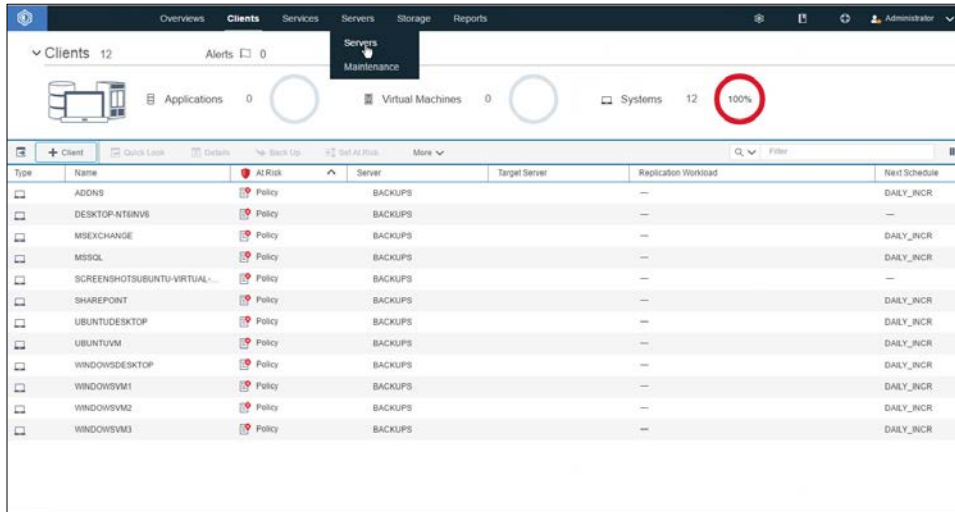 Overviews Clients Services Servers Storage Reports Administrator
Servers
Maintenance
Clients 12 Alerts 0
Applications 0 Virtual Machines 0 Systems 12 100%
+ Client Quick Look Details Back Up Set At Risk More Filter
Type Name At Risk Server Target Server Replication Workload Next Schedule
ADDNS Policy BACKUPS — DAILY_INCR
DESKTOP-NT6INV6 Policy BACKUPS — —
MSEXCHANGE Policy BACKUPS — DAILY_INCR
MSSQL Policy BACKUPS — DAILY_INCR
SCREENSHOTSUBUNTU-VIRTUAL-... Policy BACKUPS — —
SHAREPOINT Policy BACKUPS — DAILY_INCR
UBUNTUDESKTOP Policy BACKUPS — DAILY_INCR
UBUNTUVM Policy BACKUPS — DAILY_INCR
WINDOWSDESKTOP Policy BACKUPS — DAILY_INCR
WINDOWSVM1 Policy BACKUPS — DAILY_INCR
WINDOWSVM2 Policy BACKUPS — DAILY_INCR
WINDOWSVM3 Policy BACKUPS — DAILY_INCR